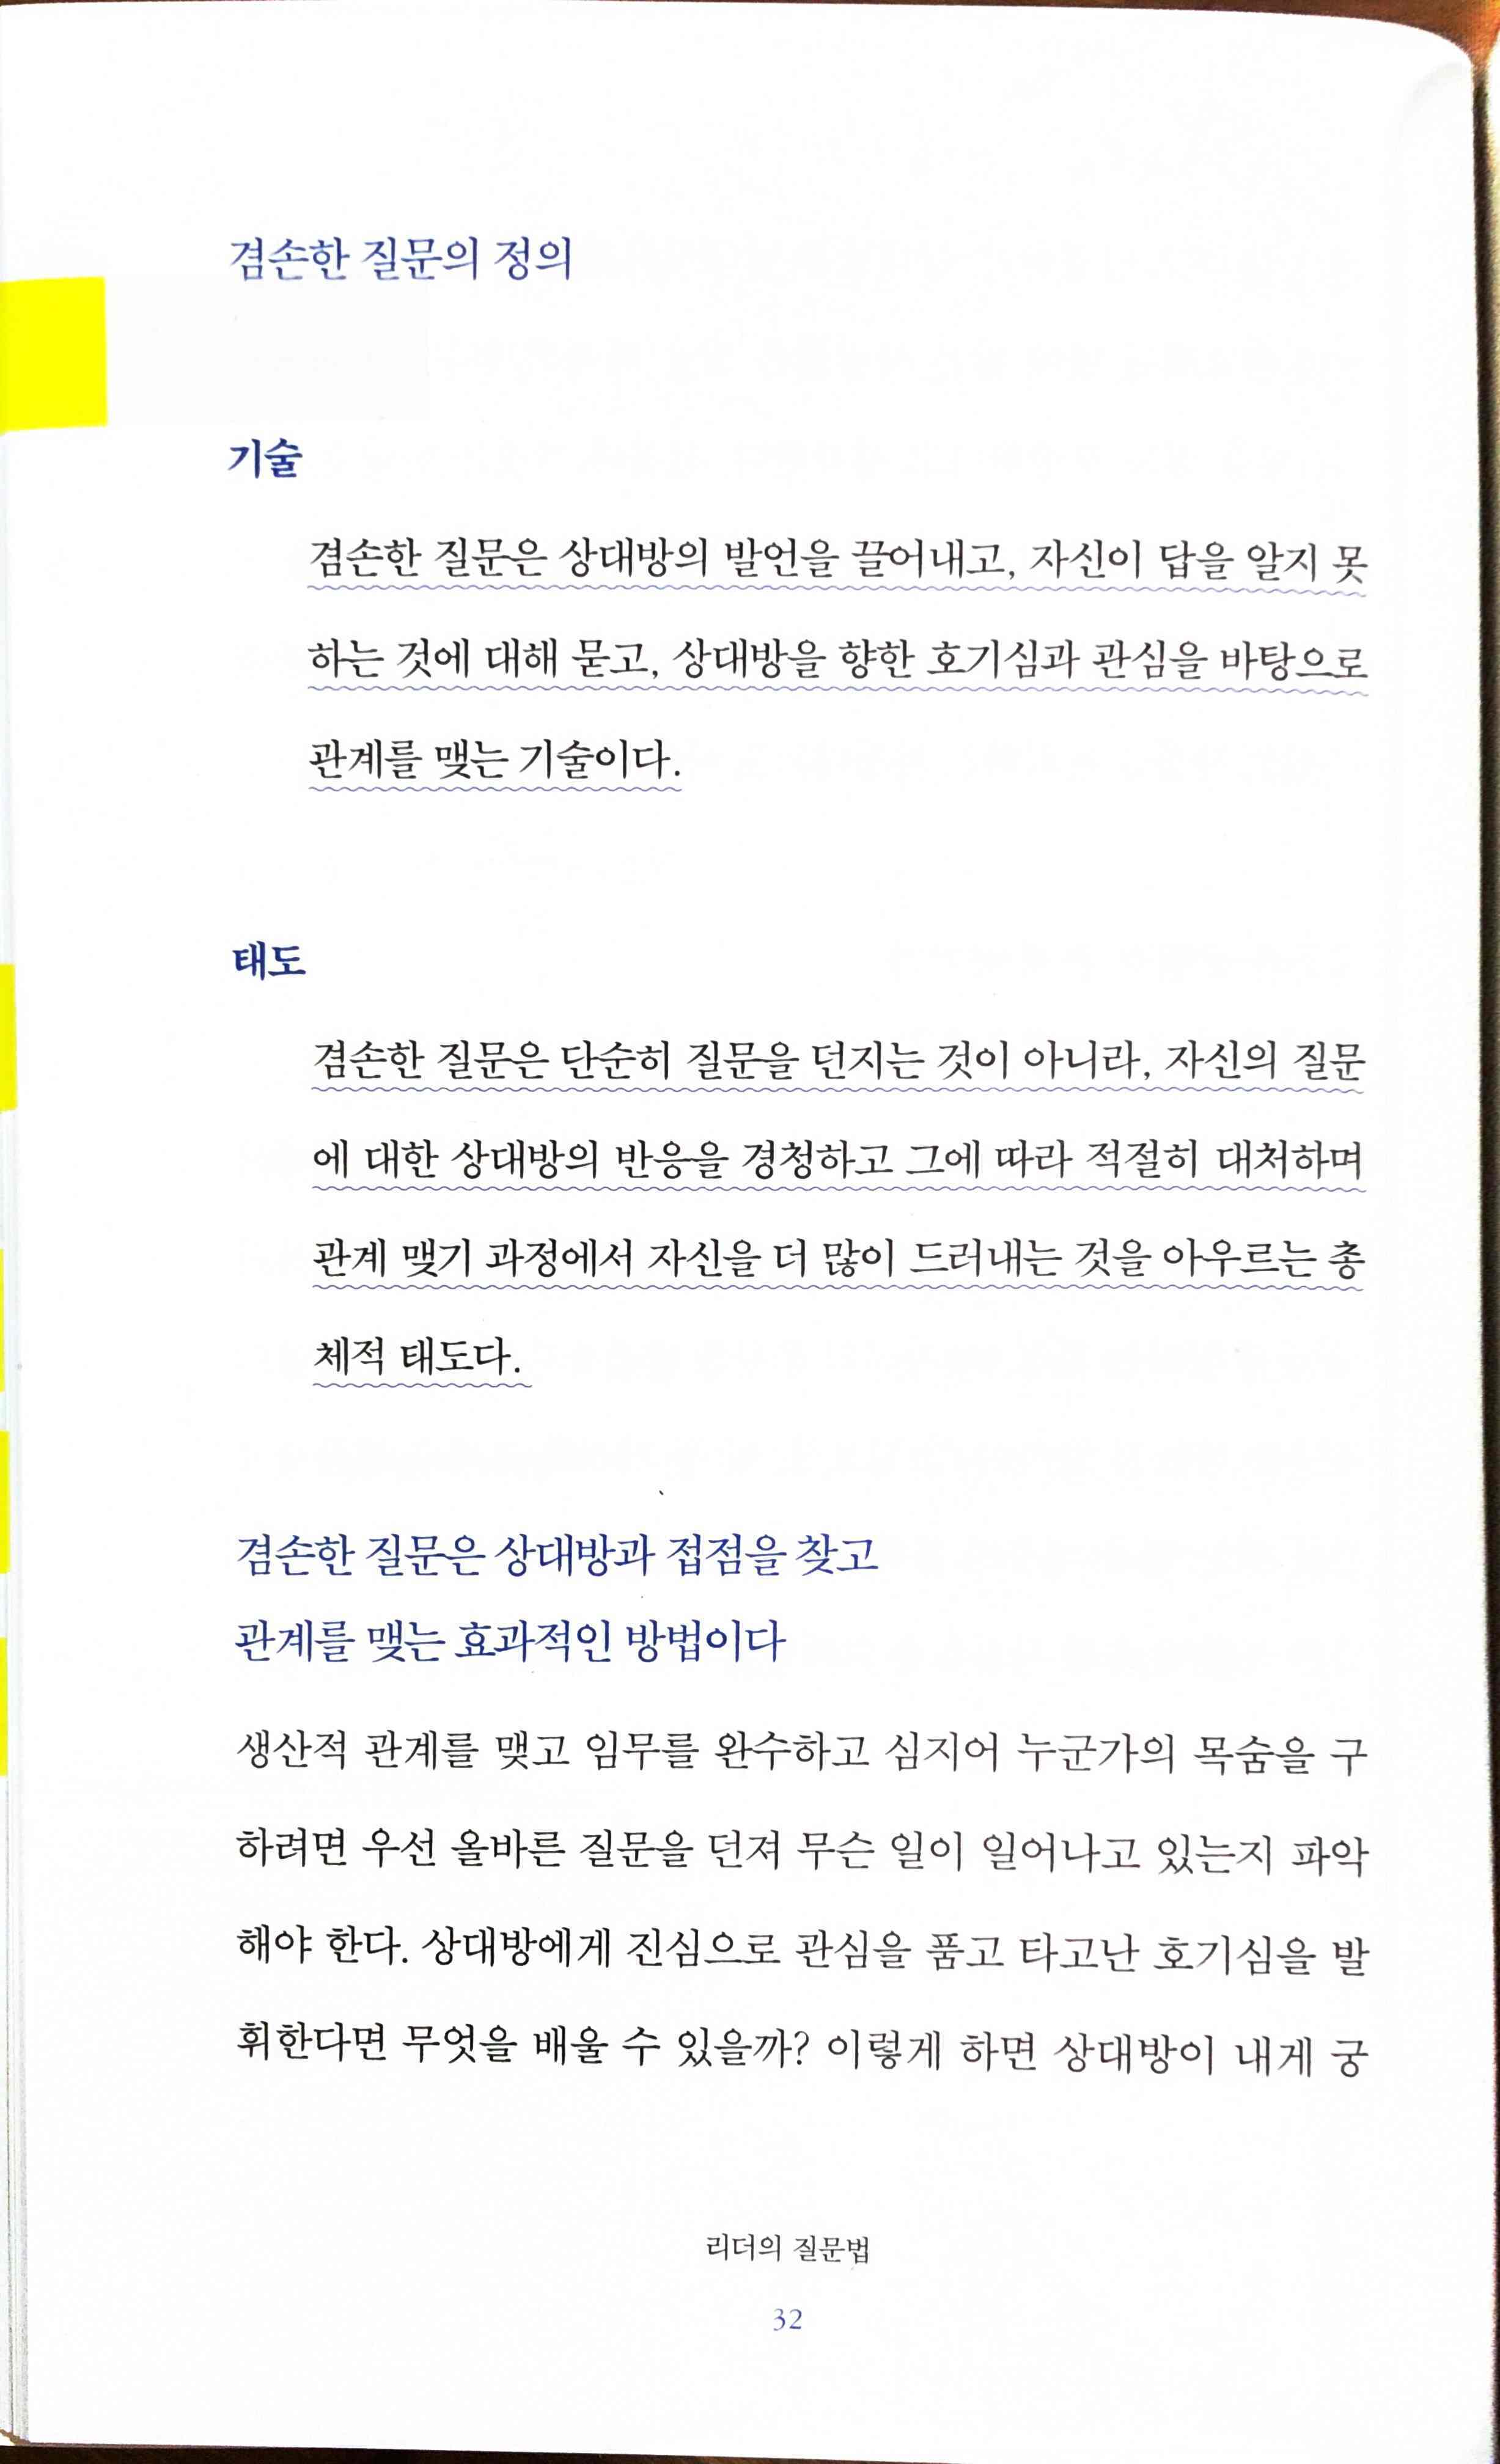 겸손한 질문의 정의
기술
겸손한 질문은 상대방의 발언을 끌어내고, 자신이 답을 알지 못
하는 것에 대해 묻고, 상대방을 향한 호기심과 관심을 바탕으로
관계를 맺는 기술이다.
태도
겸손한 질문은 단순히 질문을 던지는 것이 아니라, 자신의 질문
에 대한 상대방의 반응을 경청하고 그에 따라 적절히 대처하며
관계 맺기 과정에서 자신을 더 많이 드러내는 것을 아우르는 총
체적 태도다.
겸손한 질문은 상대방과 접점을 찾고
관계를 맺는 효과적인 방법이다
생산적 관계를 맺고 임무를 완수하고 심지어 누군가의 목숨을 구
하려면 우선 올바른 질문을 던져 무슨 일이 일어나고 있는지 파악
해야 한다. 상대방에게 진심으로 관심을 품고 타고난 호기심을 발
휘한다면 무엇을 배울 수 있을까? 이렇게 하면 상대방이 내게 궁
리더의 질문법
32